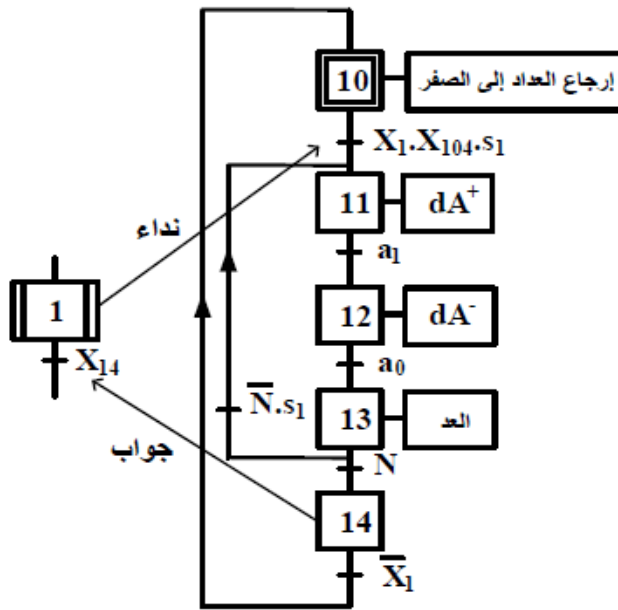 10 إرجاع العداد إلى الصفر
X₁.X₁₀₄.s₁
11 dA⁺
نداء
a₁
1
12 dA⁻
X₁₄
a₀
N̅.s₁
13 العد
جواب
N
14
X̅₁